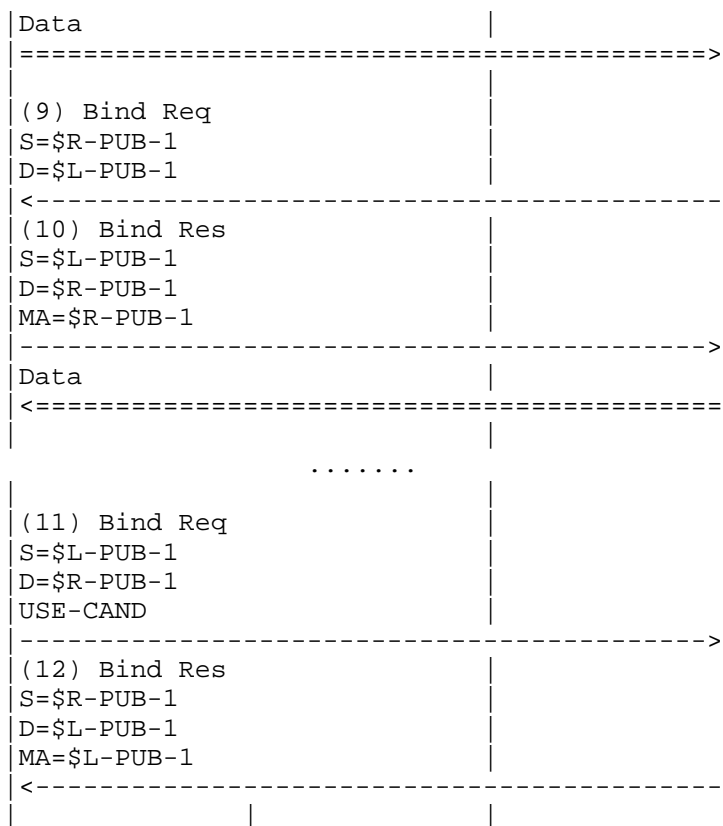 |Data                         |
|===========================================>
|                             |
|(9) Bind Req                 |
|S=$R-PUB-1                   |
|D=$L-PUB-1                   |
|<-------------------------------------------
|(10) Bind Res                |
|S=$L-PUB-1                   |
|D=$R-PUB-1                   |
|MA=$R-PUB-1                  |
|------------------------------------------->
|Data                         |
|<===========================================
|                             |
                  .......
|                             |
|(11) Bind Req                |
|S=$L-PUB-1                   |
|D=$R-PUB-1                   |
|USE-CAND                     |
|------------------------------------------->
|(12) Bind Res                |
|S=$R-PUB-1                   |
|D=$L-PUB-1                   |
|MA=$L-PUB-1                  |
|<-------------------------------------------
|              |              |